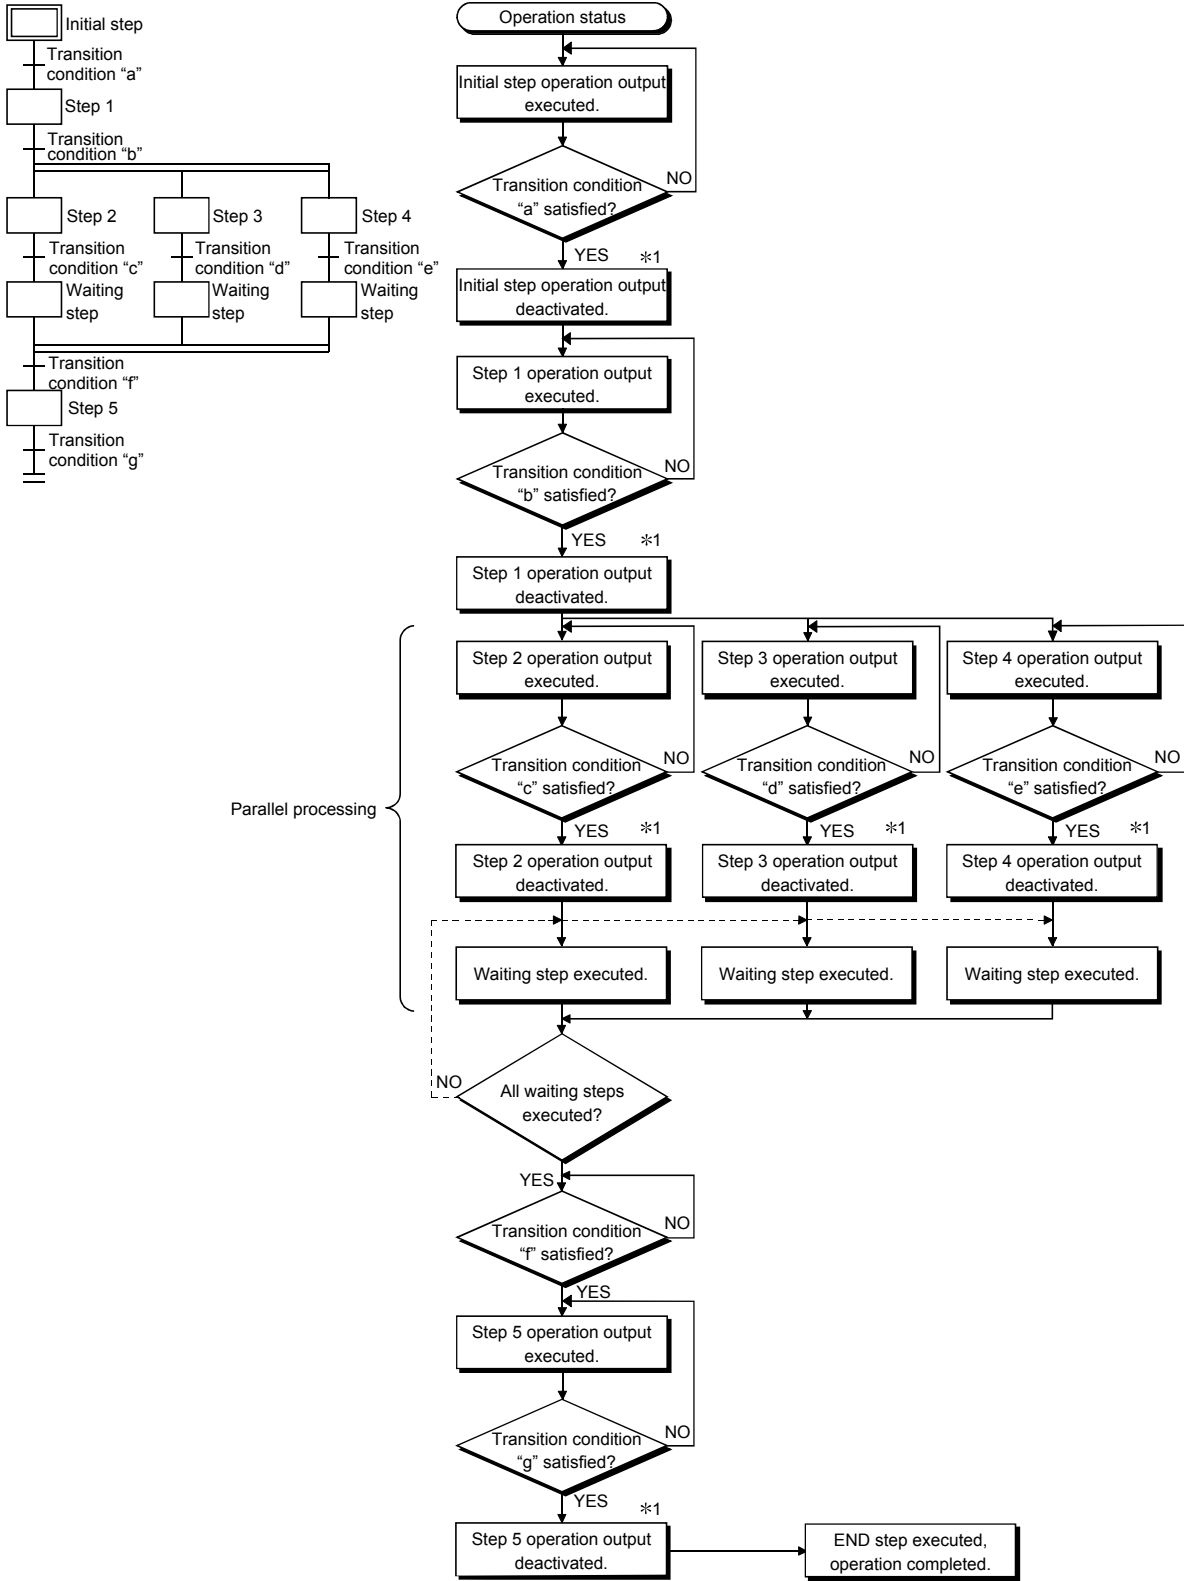 Initial step
Transition
condition “a”
Step 1
Transition
condition “b”
Step 2
Step 3
Step 4
Transition
condition “c”
Transition
condition “d”
Transition
condition “e”
Waiting
step
Waiting
step
Waiting
step
Transition
condition “f”
Step 5
Transition
condition “g”
Operation status
Initial step operation output
executed.
Transition condition
“a” satisfied?
NO
YES
*1
Initial step operation output
deactivated.
Step 1 operation output
executed.
Transition condition
“b” satisfied?
NO
YES
*1
Step 1 operation output
deactivated.
Parallel processing
Step 2 operation output
executed.
Step 3 operation output
executed.
Step 4 operation output
executed.
Transition condition
“c” satisfied?
NO
Transition condition
“d” satisfied?
NO
Transition condition
“e” satisfied?
NO
YES
*1
YES
*1
YES
*1
Step 2 operation output
deactivated.
Step 3 operation output
deactivated.
Step 4 operation output
deactivated.
Waiting step executed.
Waiting step executed.
Waiting step executed.
NO
All waiting steps
executed?
YES
Transition condition
“f” satisfied?
NO
YES
Step 5 operation output
executed.
Transition condition
“g” satisfied?
NO
YES
*1
Step 5 operation output
deactivated.
END step executed,
operation completed.